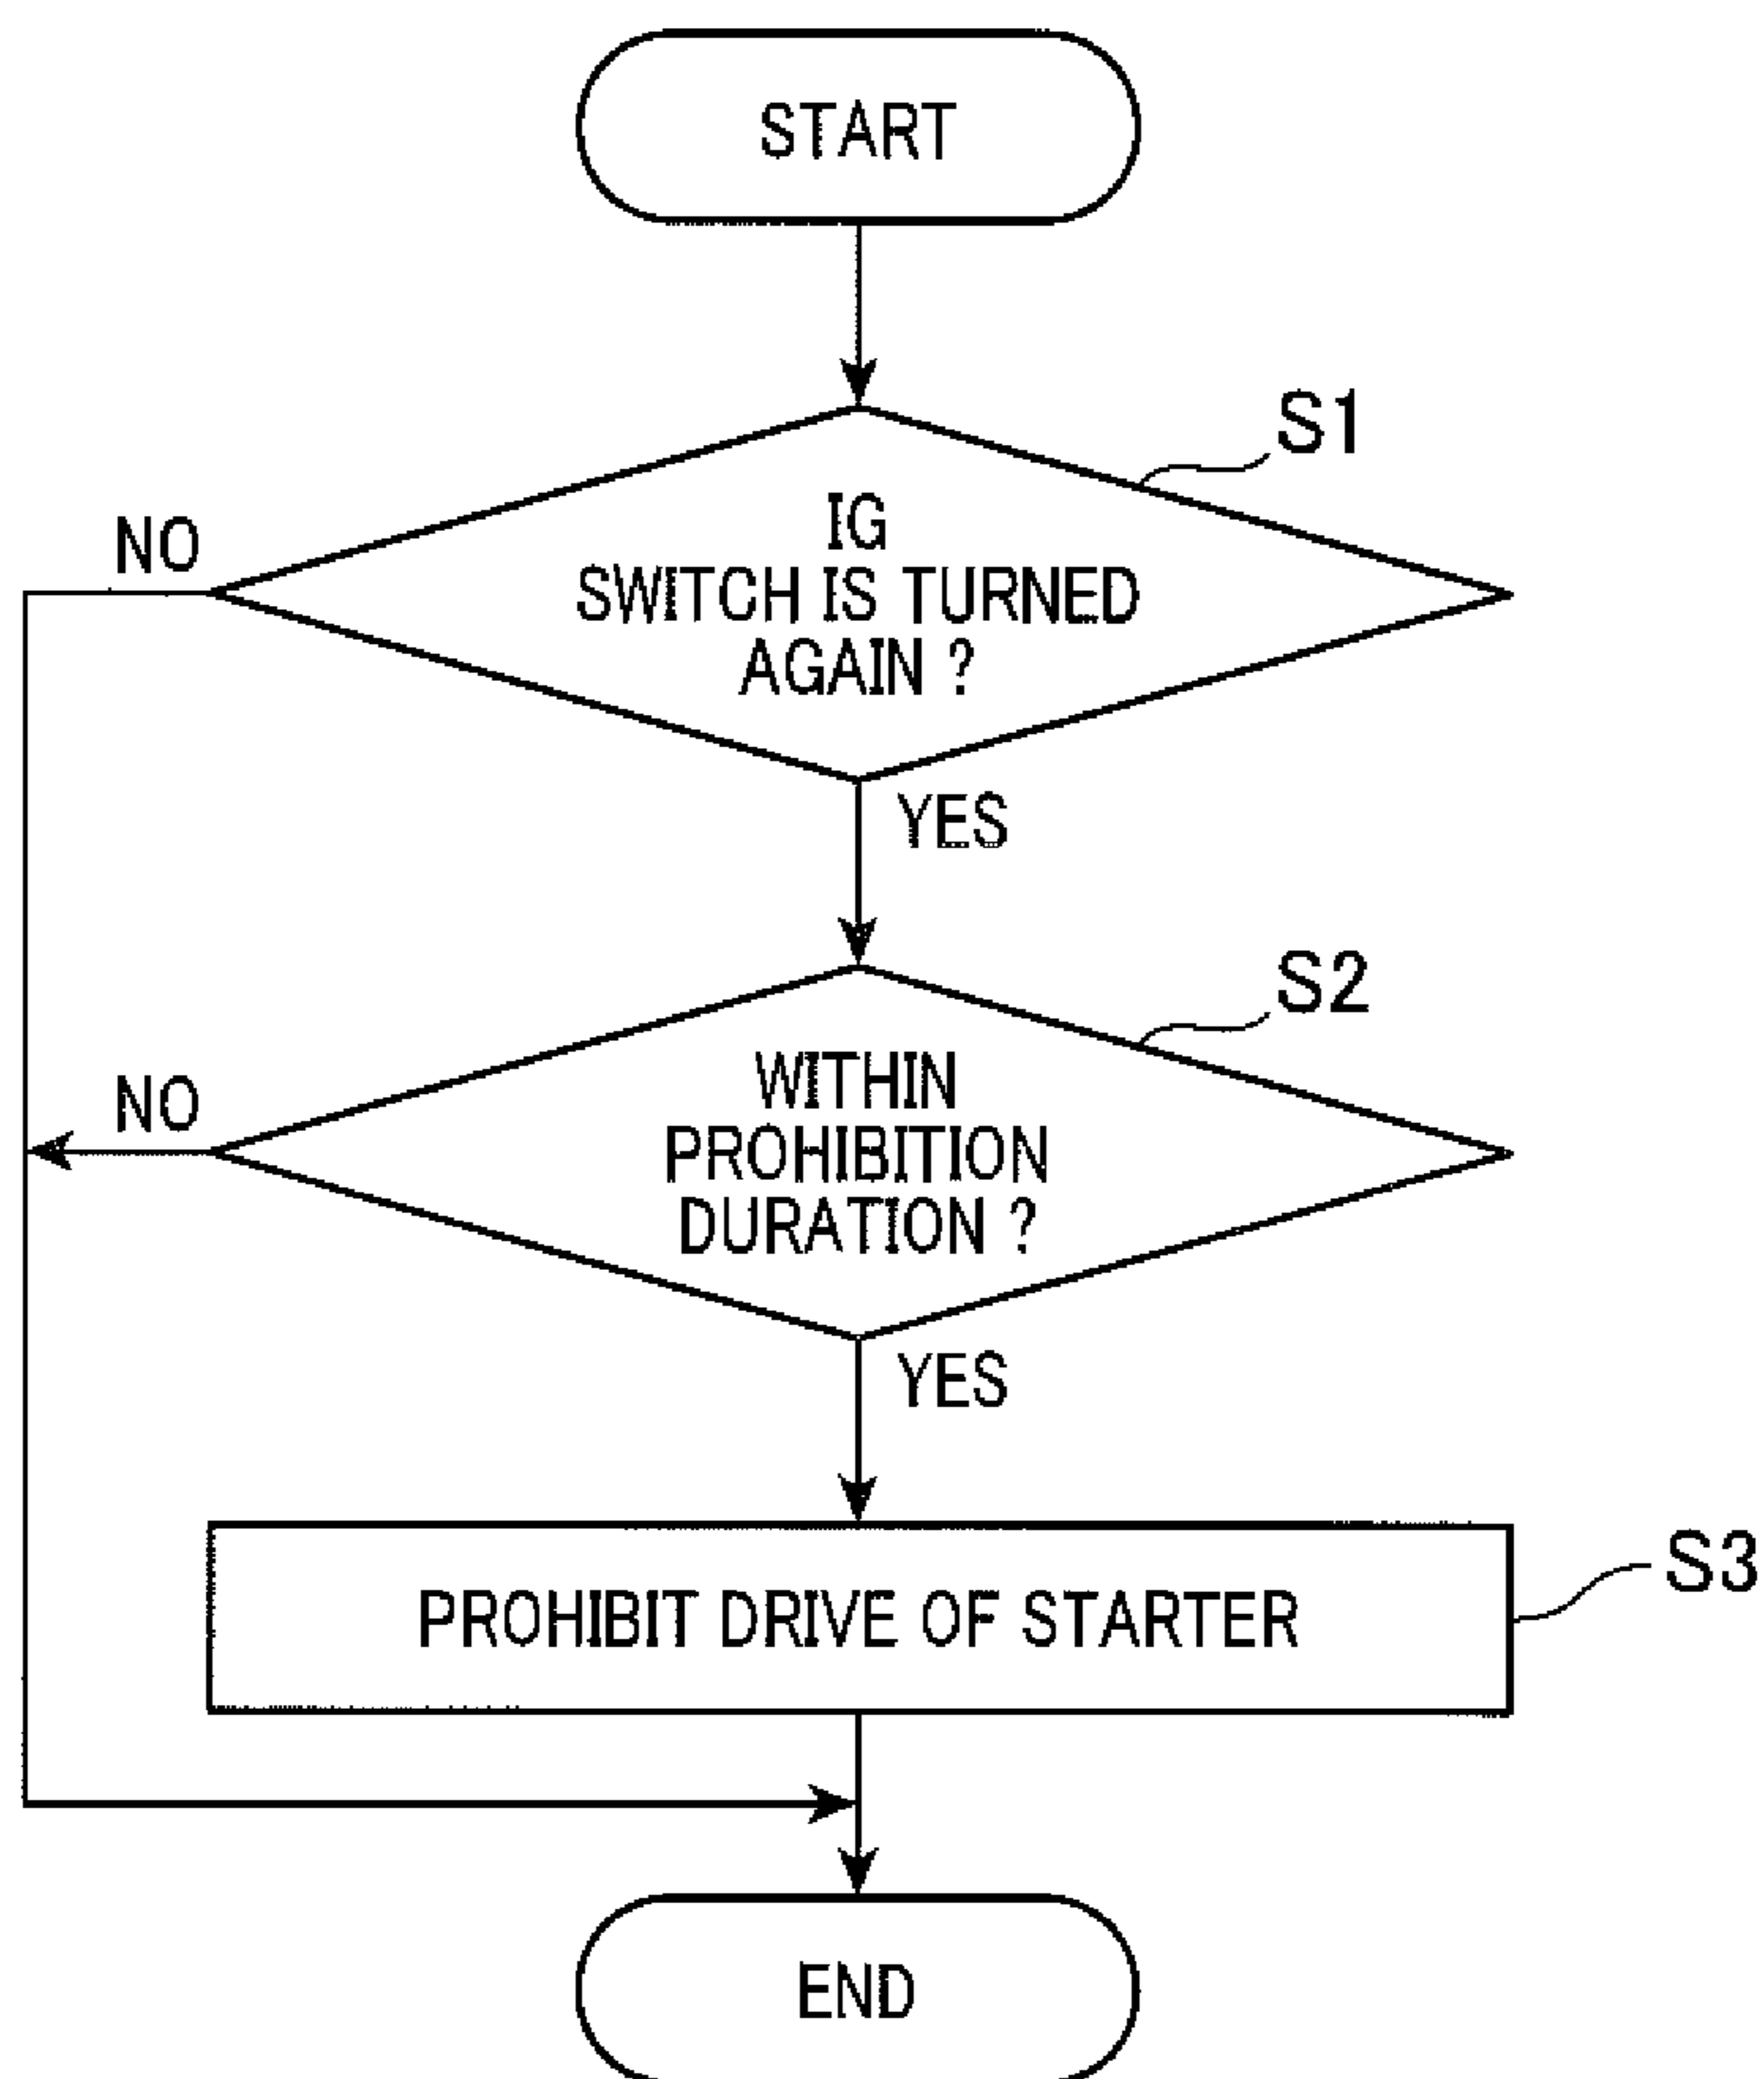 START
S1
NO
IG
SWITCH IS TURNED
AGAIN ?
YES
S2
NO
WITHIN
PROHIBITION
DURATION ?
YES
PROHIBIT DRIVE OF STARTER
S3
END